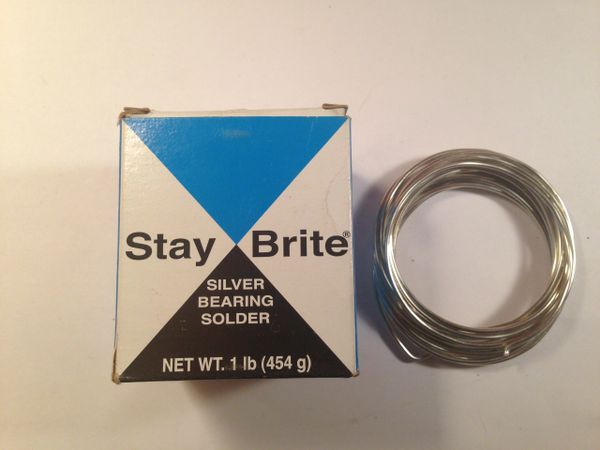 Stay Brite®
SILVER
BEARING
SOLDER
NET WT. 1 lb (454 g)